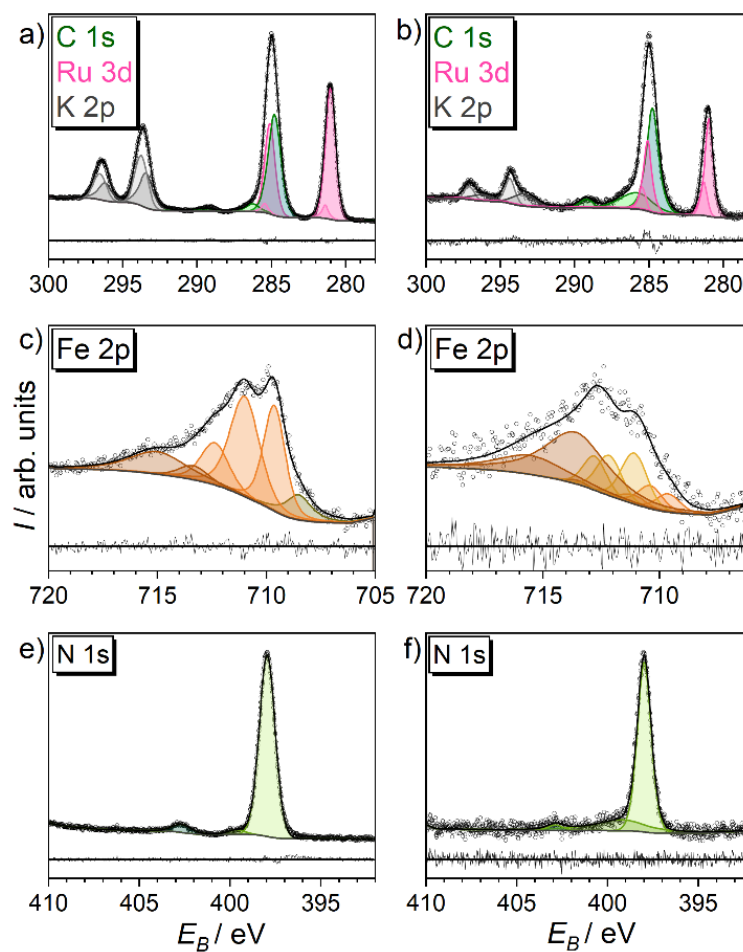 a)
C 1s
Ru 3d
K 2p
300 295 290 285 280
b)
C 1s
Ru 3d
K 2p
300 295 290 285 280
c)
Fe 2p
720 715 710 705
d)
Fe 2p
720 715 710
I / arb. units
e)
N 1s
410 405 400 395
E_B / eV
f)
N 1s
410 405 400 395
E_B / eV